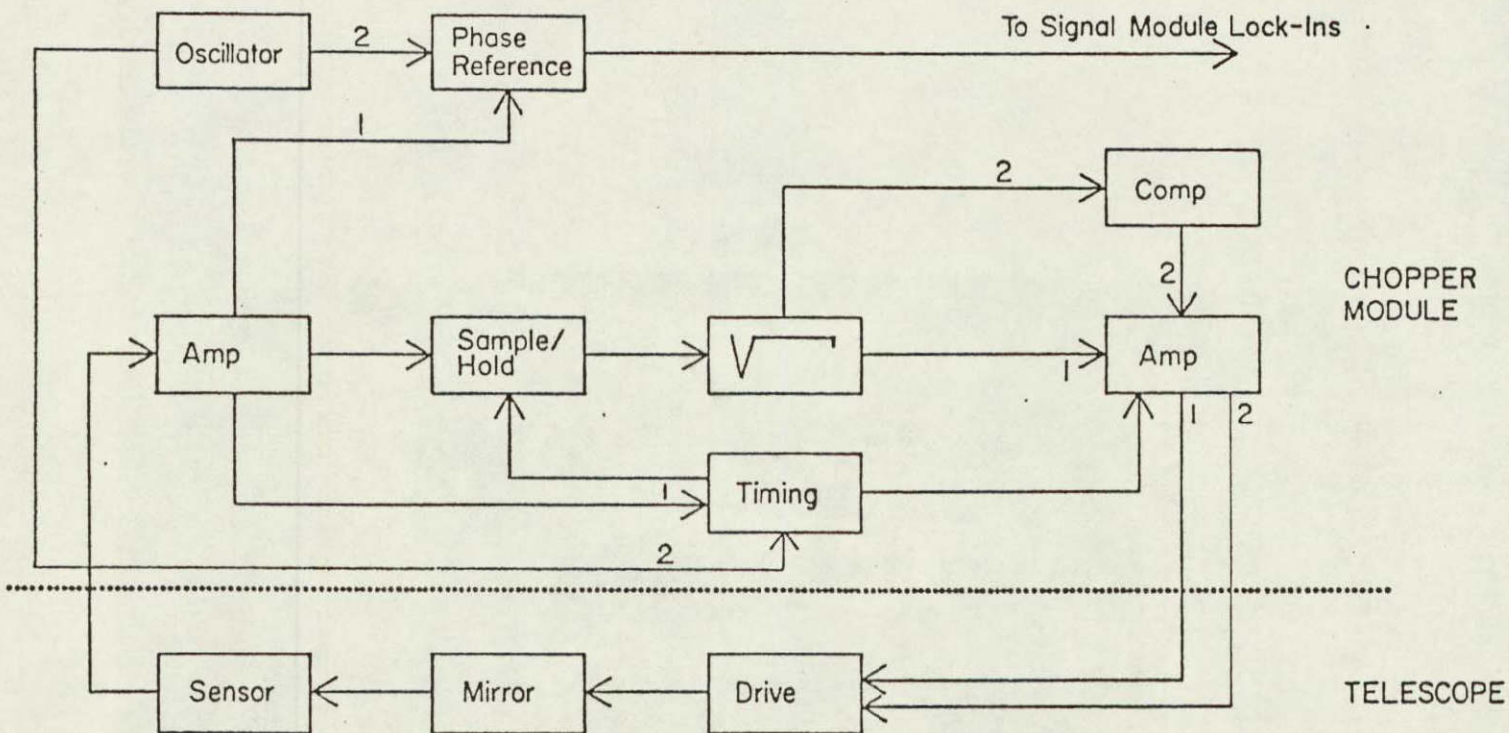 To Signal Module Lock-Ins
Oscillator
2
Phase
Reference
1
2
Comp
2
CHOPPER
MODULE
Amp
Sample/
Hold
√
1
Amp
1
2
1
Timing
2
Sensor
Mirror
Drive
TELESCOPE